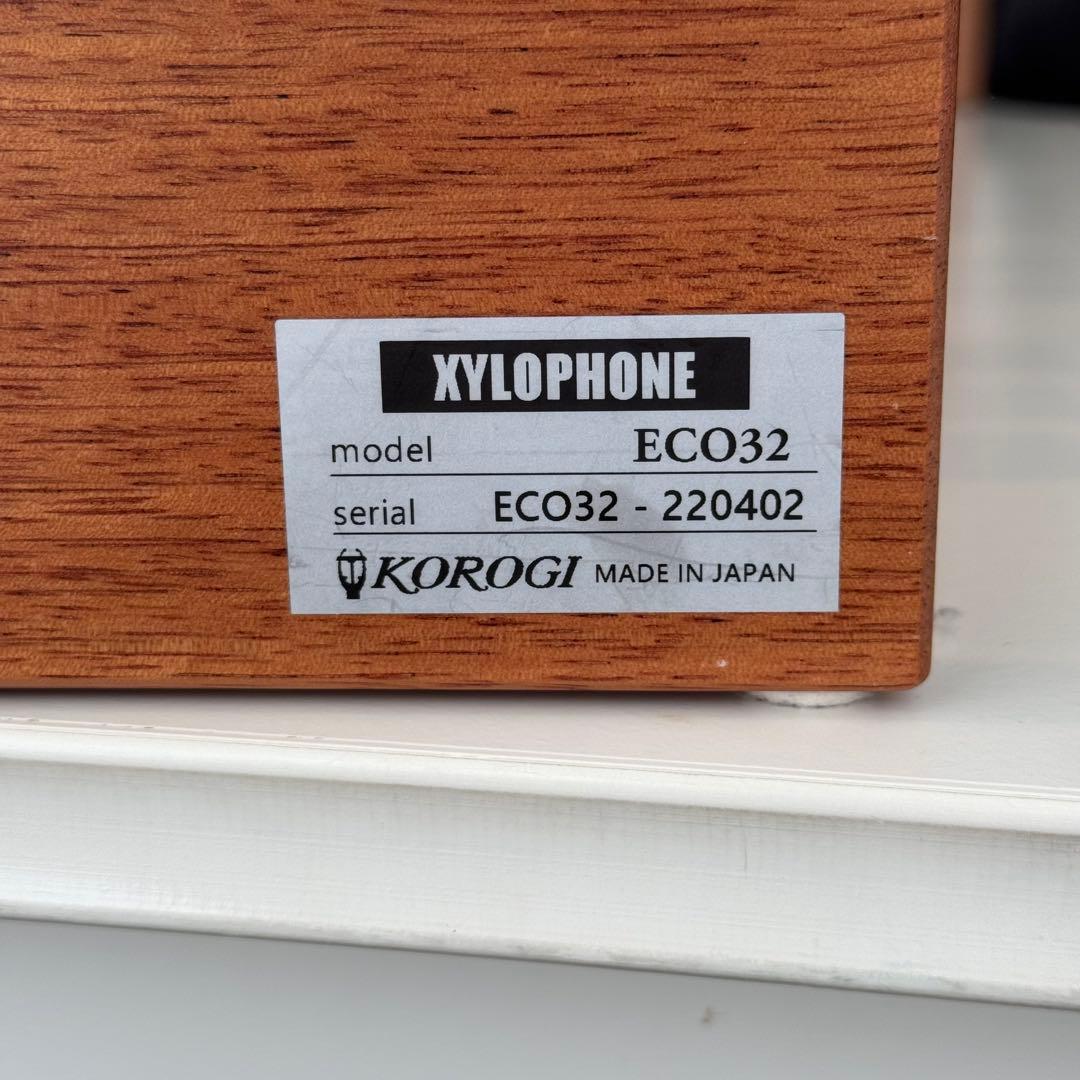 XYLOPHONE
model ECO32
serial ECO32 - 220402
KOROGI MADE IN JAPAN